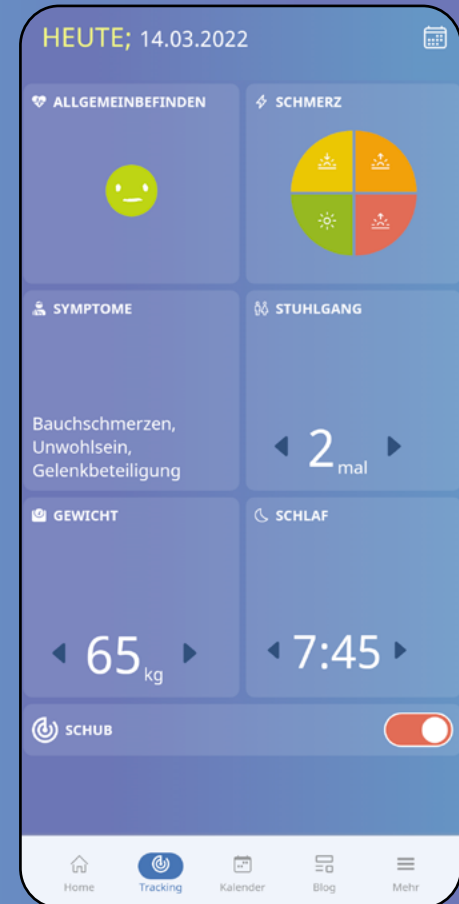 HEUTE; 14.03.2022
ALLGEMEINBEFINDEN
SCHMERZ
SYMPTOME
Bauchschmerzen,
Unwohlsein,
Gelenkbeteiligung
STUHLGANG
2 mal
GEWICHT
65 kg
SCHLAF
7:45
SCHUB
Home
Tracking
Kalender
Blog
Mehr